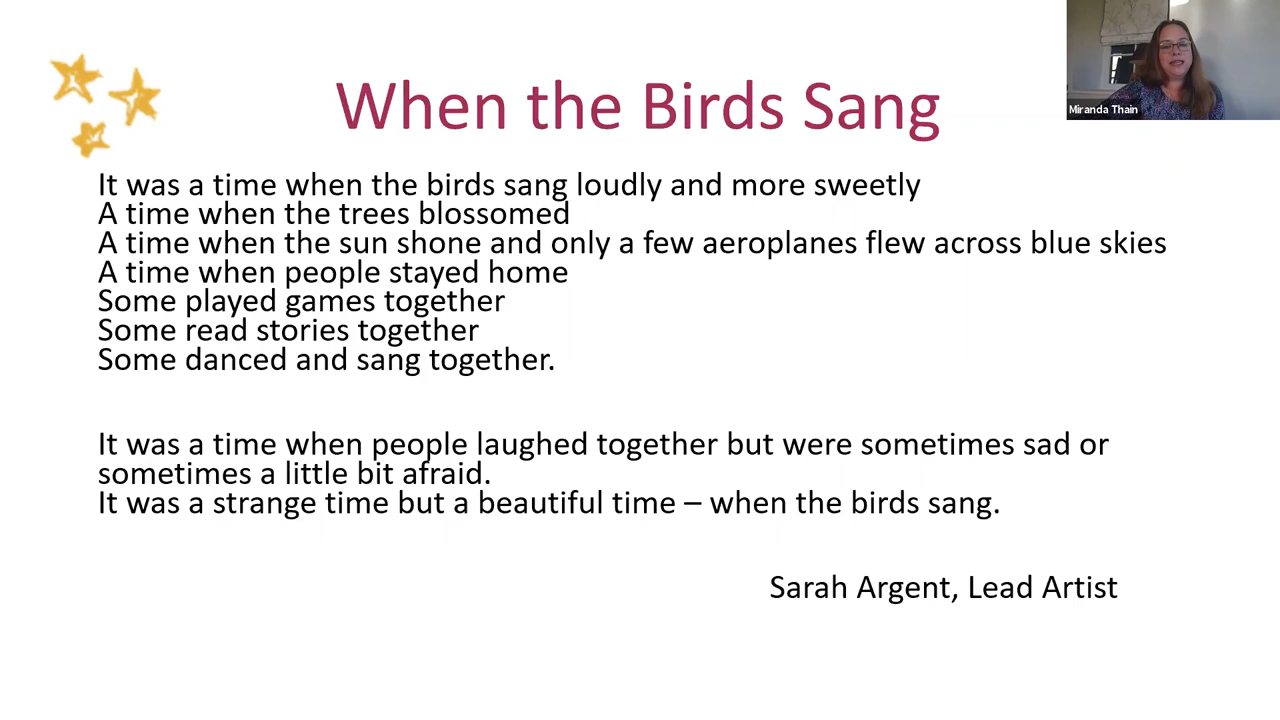 When the Birds Sang
Miranda Thain
It was a time when the birds sang loudly and more sweetly
A time when the trees blossomed
A time when the sun shone and only a few aeroplanes flew across blue skies
A time when people stayed home
Some played games together
Some read stories together
Some danced and sang together.
It was a time when people laughed together but were sometimes sad or
sometimes a little bit afraid.
It was a strange time but a beautiful time – when the birds sang.
Sarah Argent, Lead Artist